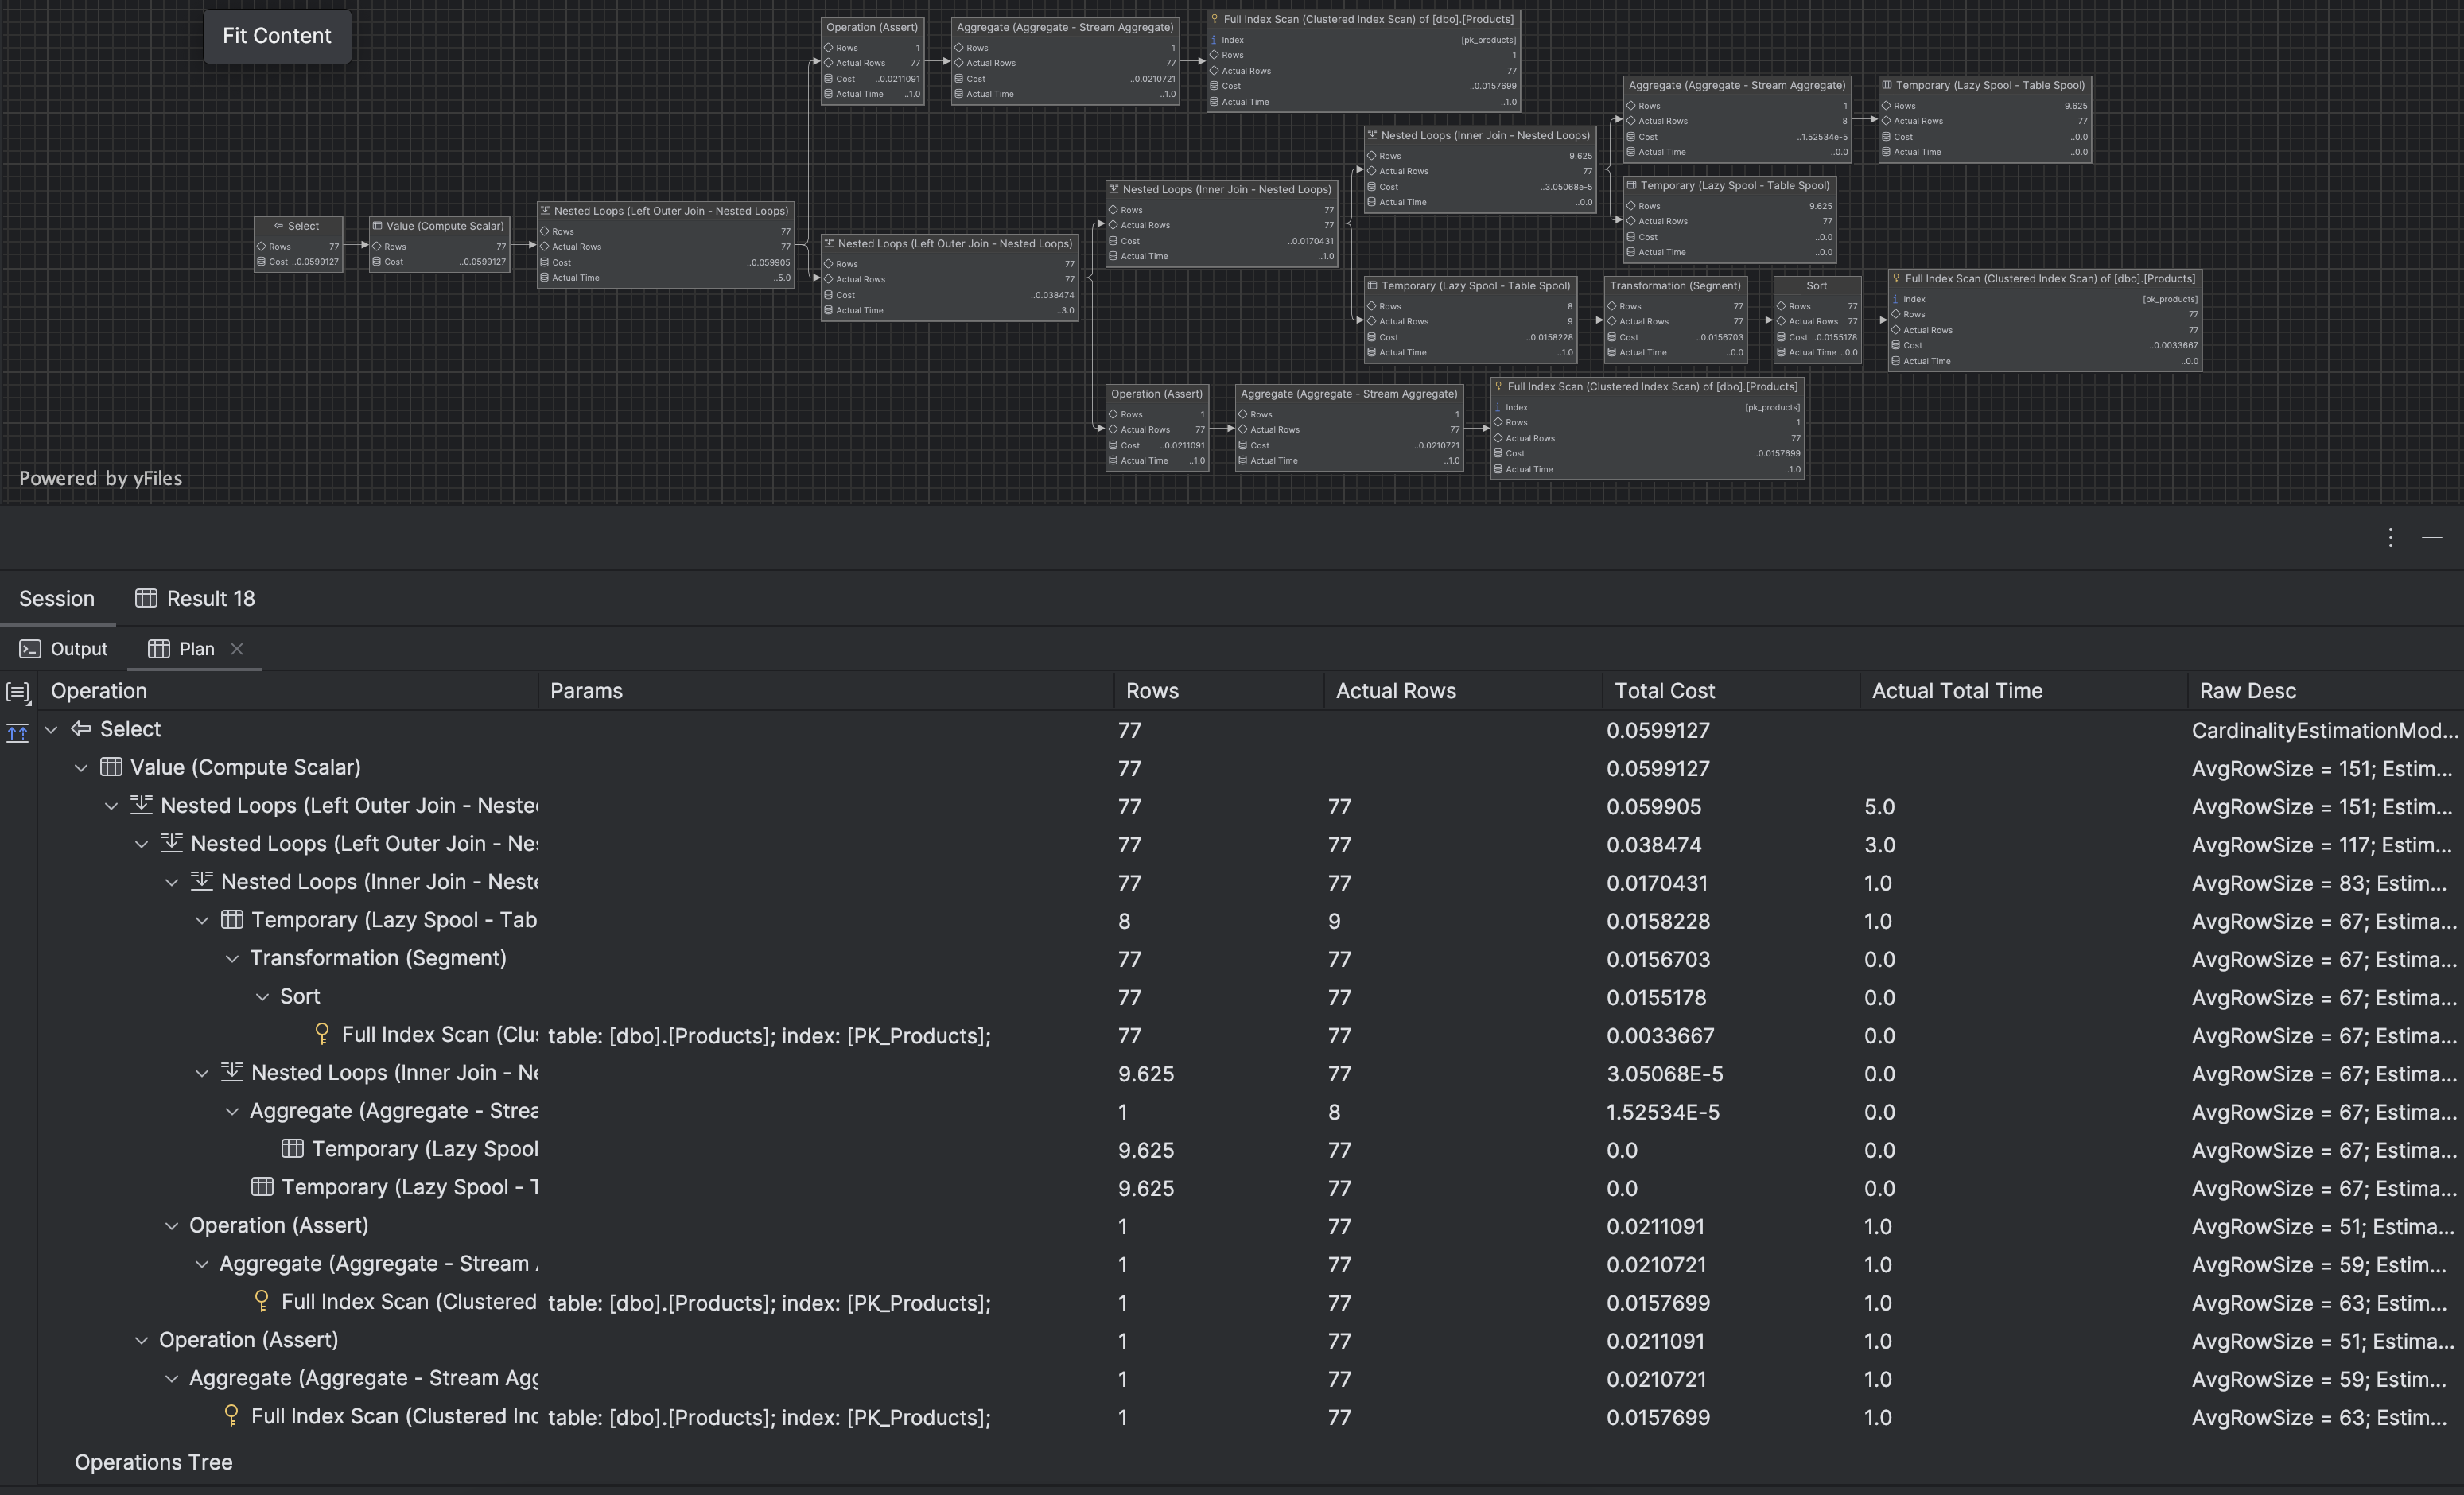 Fit Content
Operation (Assert)
Rows 1
Actual Rows 77
Cost ..0.0211091
Actual Time ..1.0
Aggregate (Aggregate - Stream Aggregate)
Rows 1
Actual Rows 77
Cost ..0.0210721
Actual Time ..1.0
Full Index Scan (Clustered Index Scan) of [dbo].[Products]
Index [pk_products]
Rows 1
Actual Rows 77
Cost ..0.0157699
Actual Time ..1.0
Aggregate (Aggregate - Stream Aggregate)
Rows 1
Actual Rows 8
Cost ..1.52534e-5
Actual Time ..0.0
Temporary (Lazy Spool - Table Spool)
Rows 9.625
Actual Rows 77
Cost ..0.0
Actual Time ..0.0
Nested Loops (Inner Join - Nested Loops)
Rows 9.625
Actual Rows 77
Cost ..3.05068e-5
Actual Time ..0.0
Temporary (Lazy Spool - Table Spool)
Rows 9.625
Actual Rows 77
Cost ..0.0
Actual Time ..0.0
Nested Loops (Inner Join - Nested Loops)
Rows 77
Actual Rows 77
Cost ..0.0170431
Actual Time ..1.0
Select
Rows 77
Cost ..0.0599127
Value (Compute Scalar)
Rows 77
Cost ..0.0599127
Nested Loops (Left Outer Join - Nested Loops)
Rows 77
Actual Rows 77
Cost ..0.059905
Actual Time ..5.0
Nested Loops (Left Outer Join - Nested Loops)
Rows 77
Actual Rows 77
Cost ..0.038474
Actual Time ..3.0
Temporary (Lazy Spool - Table Spool)
Rows 8
Actual Rows 9
Cost ..0.0158228
Actual Time ..1.0
Transformation (Segment)
Rows 77
Actual Rows 77
Cost ..0.0156703
Actual Time ..0.0
Sort
Rows 77
Actual Rows 77
Cost ..0.0155178
Actual Time ..0.0
Full Index Scan (Clustered Index Scan) of [dbo].[Products]
Index [pk_products]
Rows 77
Actual Rows 77
Cost ..0.0033667
Actual Time ..0.0
Operation (Assert)
Rows 1
Actual Rows 77
Cost ..0.0211091
Actual Time ..1.0
Aggregate (Aggregate - Stream Aggregate)
Rows 1
Actual Rows 77
Cost ..0.0210721
Actual Time ..1.0
Full Index Scan (Clustered Index Scan) of [dbo].[Products]
Index [pk_products]
Rows 1
Actual Rows 77
Cost ..0.0157699
Actual Time ..1.0
Powered by yFiles
Session Result 18
Output Plan
Operation Params Rows Actual Rows Total Cost Actual Total Time Raw Desc
Select 77 0.0599127 CardinalityEstimationMod...
Value (Compute Scalar) 77 0.0599127 AvgRowSize = 151; Estim...
Nested Loops (Left Outer Join - Neste 77 77 0.059905 5.0 AvgRowSize = 151; Estim...
Nested Loops (Left Outer Join - Nes 77 77 0.038474 3.0 AvgRowSize = 117; Estim...
Nested Loops (Inner Join - Neste 77 77 0.0170431 1.0 AvgRowSize = 83; Estim...
Temporary (Lazy Spool - Tab 8 9 0.0158228 1.0 AvgRowSize = 67; Estima...
Transformation (Segment) 77 77 0.0156703 0.0 AvgRowSize = 67; Estima...
Sort 77 77 0.0155178 0.0 AvgRowSize = 67; Estima...
Full Index Scan (Clus table: [dbo].[Products]; index: [PK_Products]; 77 77 0.0033667 0.0 AvgRowSize = 67; Estima...
Nested Loops (Inner Join - Ne 9.625 77 3.05068E-5 0.0 AvgRowSize = 67; Estima...
Aggregate (Aggregate - Strea 1 8 1.52534E-5 0.0 AvgRowSize = 67; Estima...
Temporary (Lazy Spool 9.625 77 0.0 0.0 AvgRowSize = 67; Estima...
Temporary (Lazy Spool - T 9.625 77 0.0 0.0 AvgRowSize = 67; Estima...
Operation (Assert) 1 77 0.0211091 1.0 AvgRowSize = 51; Estima...
Aggregate (Aggregate - Stream 1 77 0.0210721 1.0 AvgRowSize = 59; Estim...
Full Index Scan (Clustered table: [dbo].[Products]; index: [PK_Products]; 1 77 0.0157699 1.0 AvgRowSize = 63; Estim...
Operation (Assert) 1 77 0.0211091 1.0 AvgRowSize = 51; Estima...
Aggregate (Aggregate - Stream Agg 1 77 0.0210721 1.0 AvgRowSize = 59; Estim...
Full Index Scan (Clustered Ind table: [dbo].[Products]; index: [PK_Products]; 1 77 0.0157699 1.0 AvgRowSize = 63; Estim...
Operations Tree